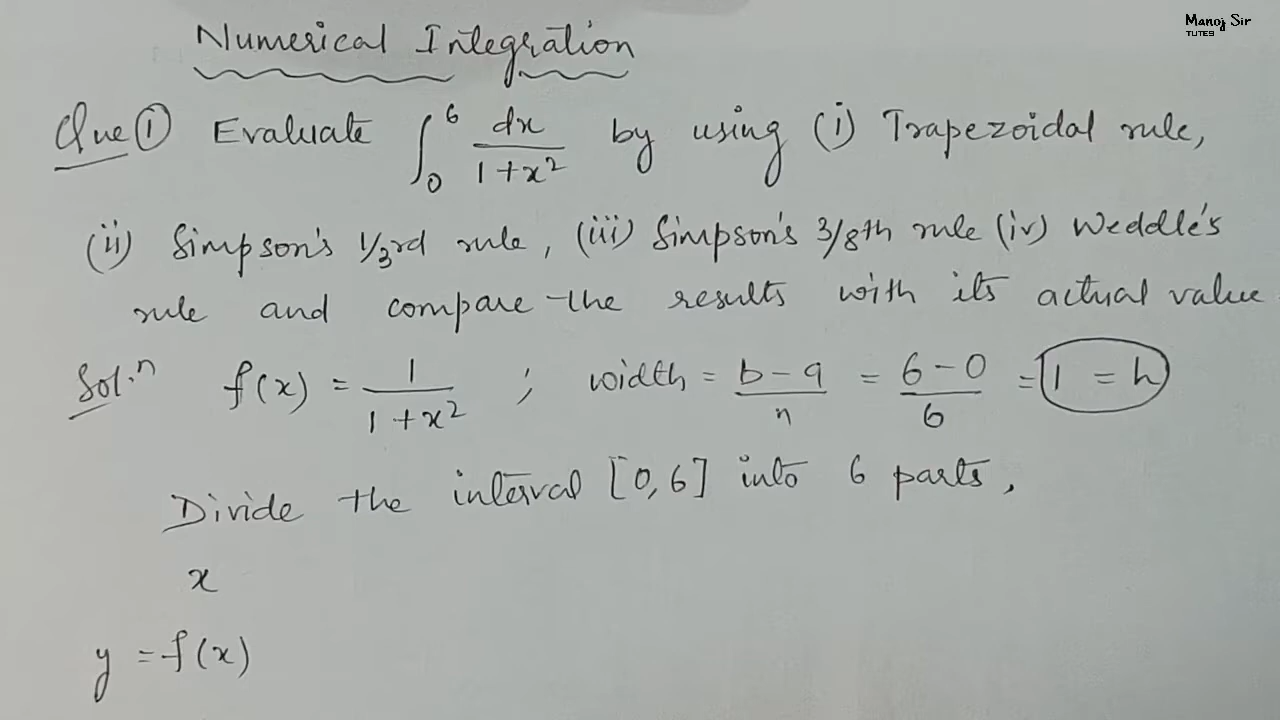 Manoj Sir
TUTES
Numerical Integration
Que ① Evaluate ∫₀⁶ dx/(1+x²) by using (i) Trapezoidal rule,
(ii) Simpson's 1/3rd rule, (iii) Simpson's 3/8th rule (iv) Weddle's
rule and compare the results with its actual value
Sol.ⁿ f(x) = 1/(1+x²) ; width = (b-a)/n = (6-0)/6 = 1 = h
Divide the interval [0,6] into 6 parts,
x
y = f(x)